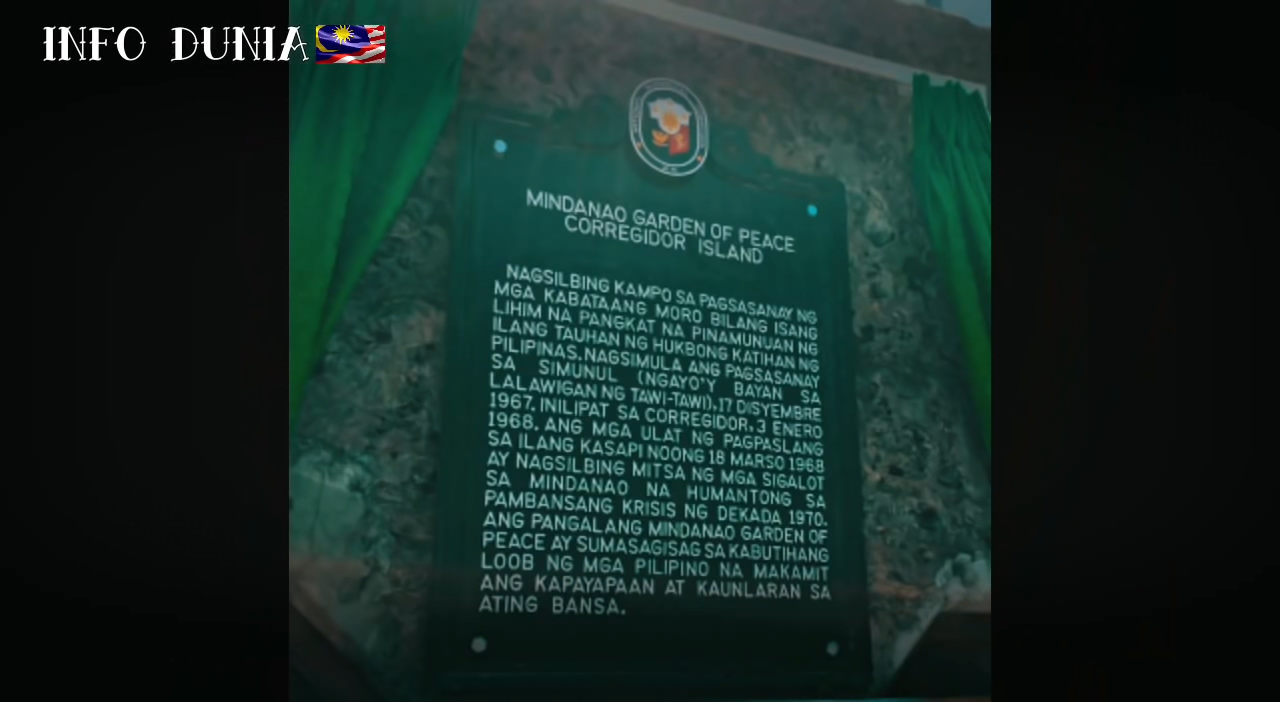 INFO DUNIA
MINDANAO GARDEN OF PEACE
CORREGIDOR ISLAND
NAGSILBING KAMPO SA PAGSASANAY NG
MGA KABATAANG MORO BILANG ISANG
LIHIM NA PANGKAT NA PINAMUNUAN NG
ILANG TAUHAN NG HUKBONG KATIHAN NG
PILIPINAS. NAGSIMULA ANG PAGSASANAY
SA SIMUNUL (NGAYO'Y BAYAN SA
LALAWIGAN NG TAWI-TAWI), 17 DISYEMBRE
1967. INILIPAT SA CORREGIDOR, 3 ENERO
1968. ANG MGA ULAT NG PAGPASLANG
SA ILANG KASAPI NOONG 18 MARSO 1968
AY NAGSILBING MITSA NG MGA SIGALOT
SA MINDANAO NA HUMANTONG SA
PAMBANSANG KRISIS NG DEKADA 1970.
ANG PANGALANG MINDANAO GARDEN OF
PEACE AY SUMASAGISAG SA KABUTIHANG
LOOB NG MGA PILIPINO NA MAKAMIT
ANG KAPAYAPAAN AT KAUNLARAN SA
ATING BANSA.